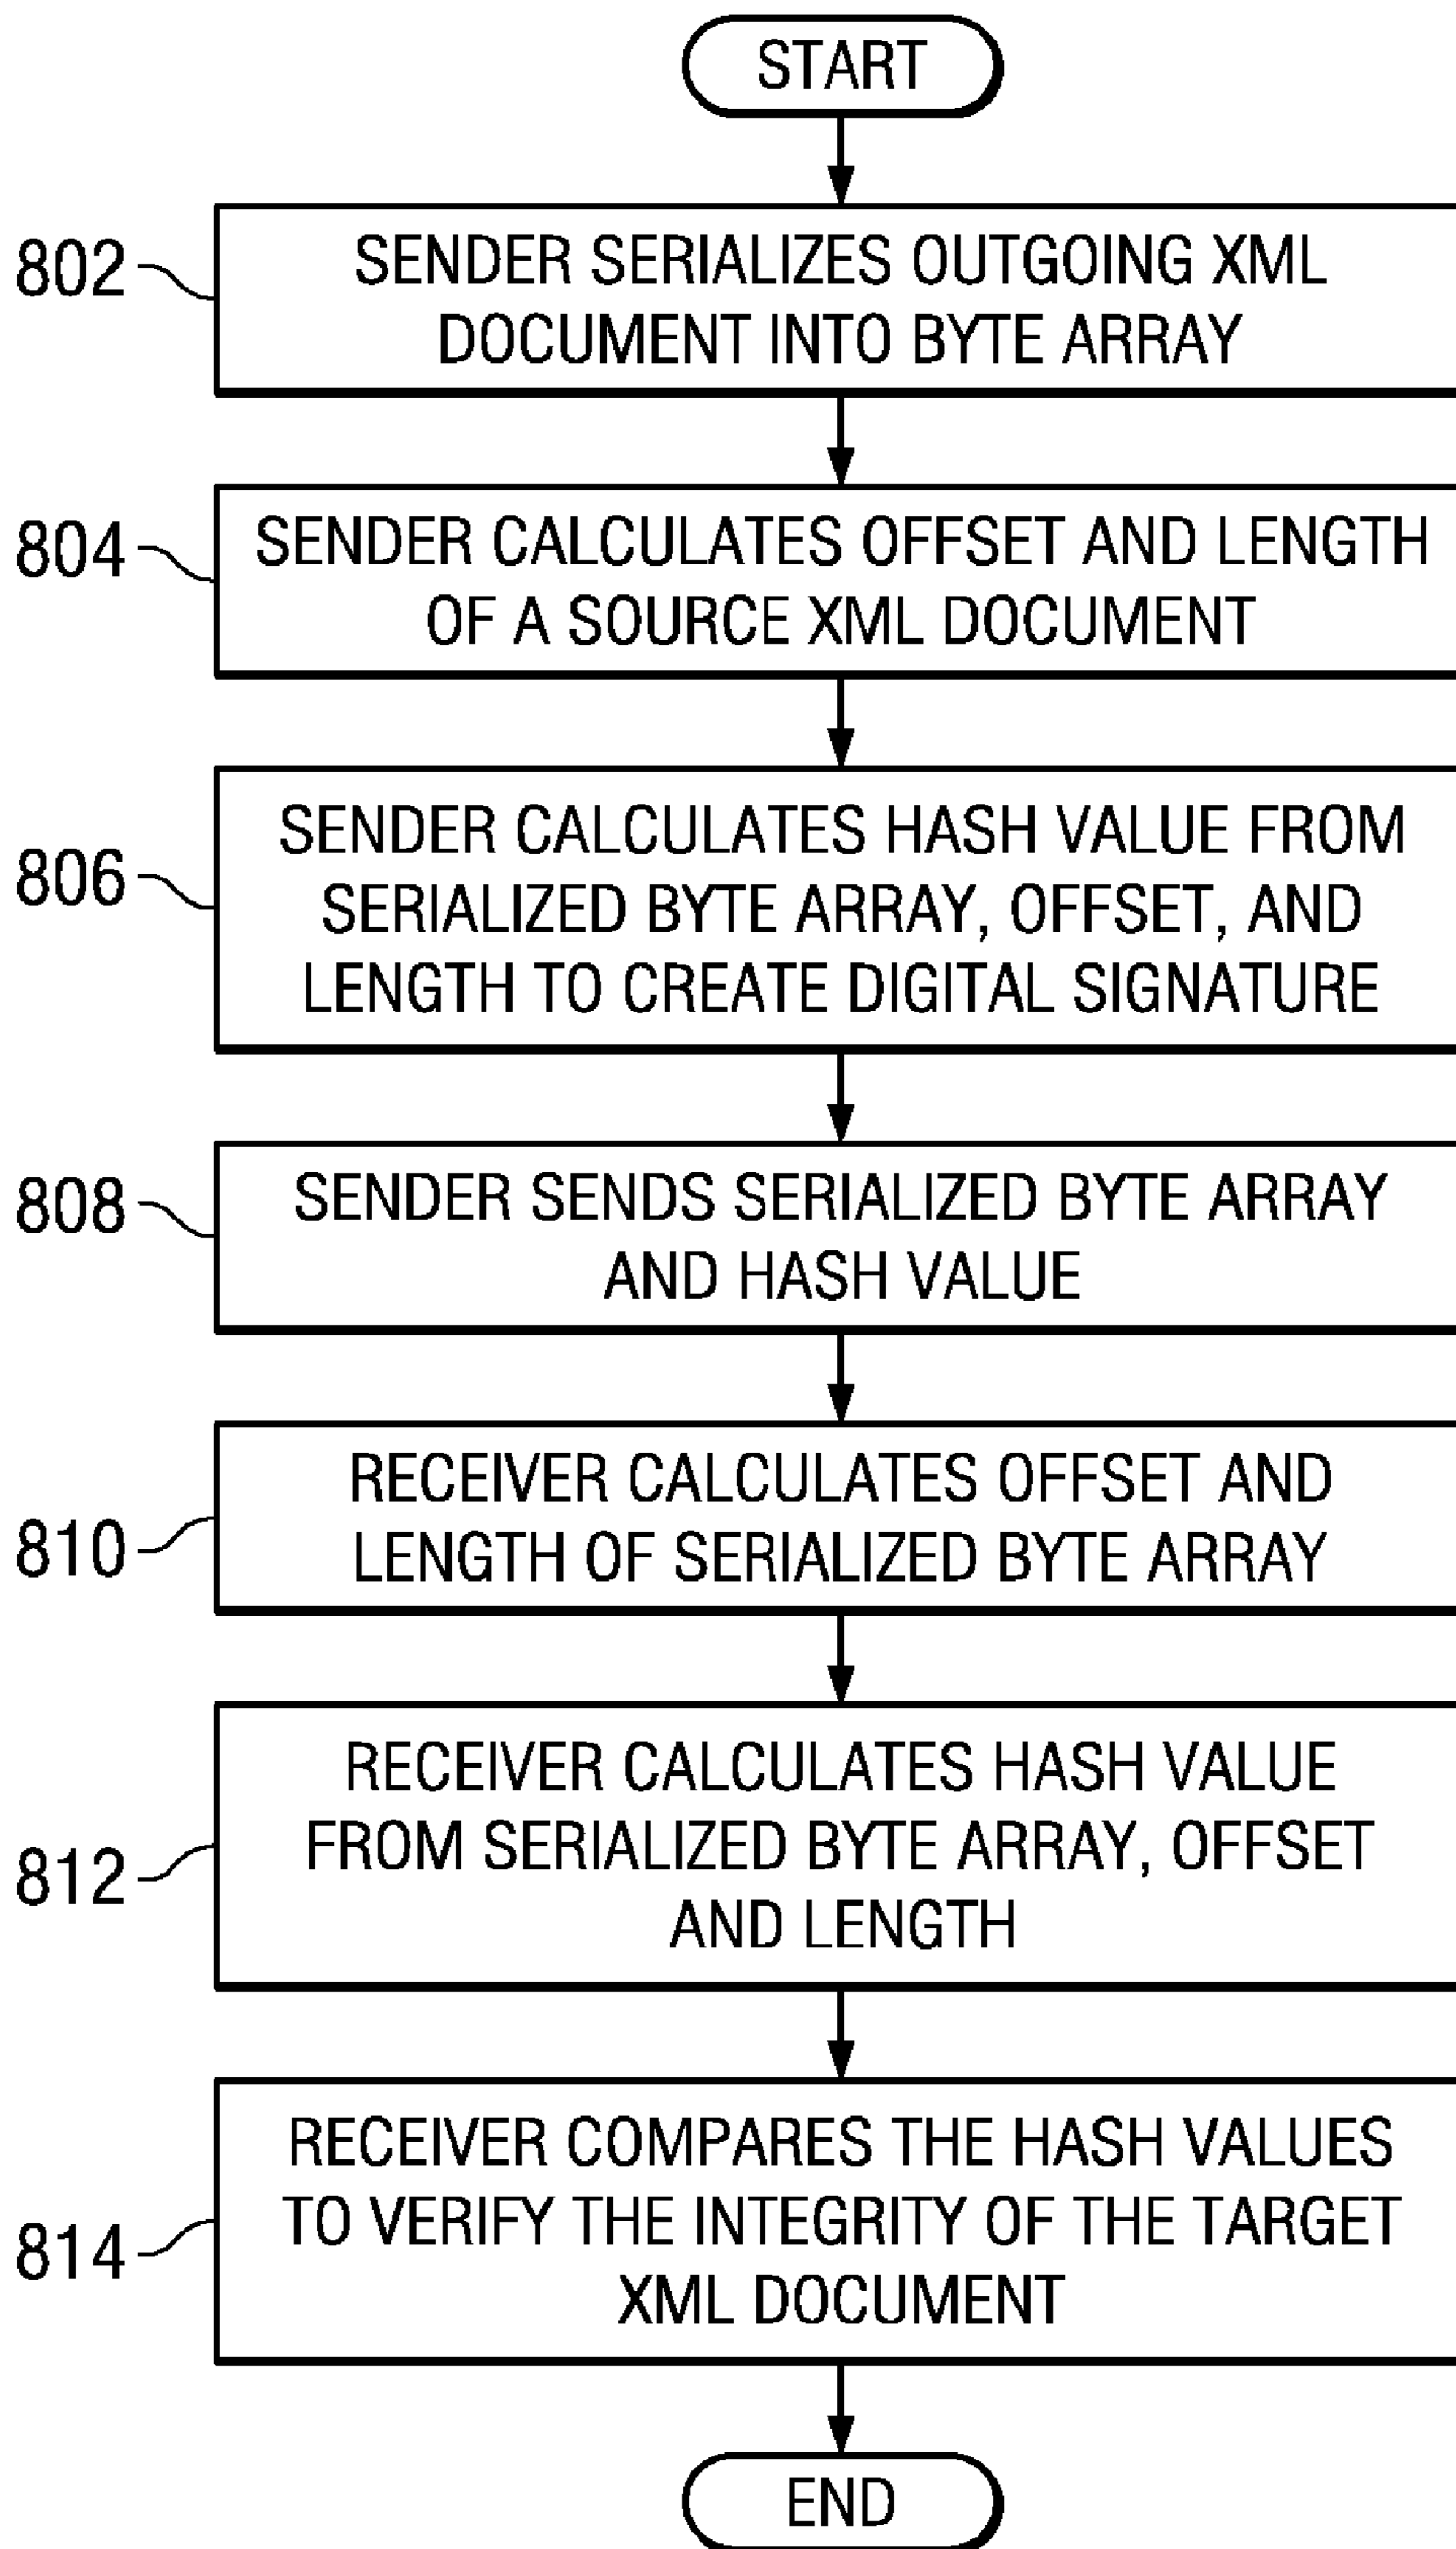 START
802
SENDER SERIALIZES OUTGOING XML
DOCUMENT INTO BYTE ARRAY
804
SENDER CALCULATES OFFSET AND LENGTH
OF A SOURCE XML DOCUMENT
806
SENDER CALCULATES HASH VALUE FROM
SERIALIZED BYTE ARRAY, OFFSET, AND
LENGTH TO CREATE DIGITAL SIGNATURE
808
SENDER SENDS SERIALIZED BYTE ARRAY
AND HASH VALUE
810
RECEIVER CALCULATES OFFSET AND
LENGTH OF SERIALIZED BYTE ARRAY
812
RECEIVER CALCULATES HASH VALUE
FROM SERIALIZED BYTE ARRAY, OFFSET
AND LENGTH
814
RECEIVER COMPARES THE HASH VALUES
TO VERIFY THE INTEGRITY OF THE TARGET
XML DOCUMENT
END